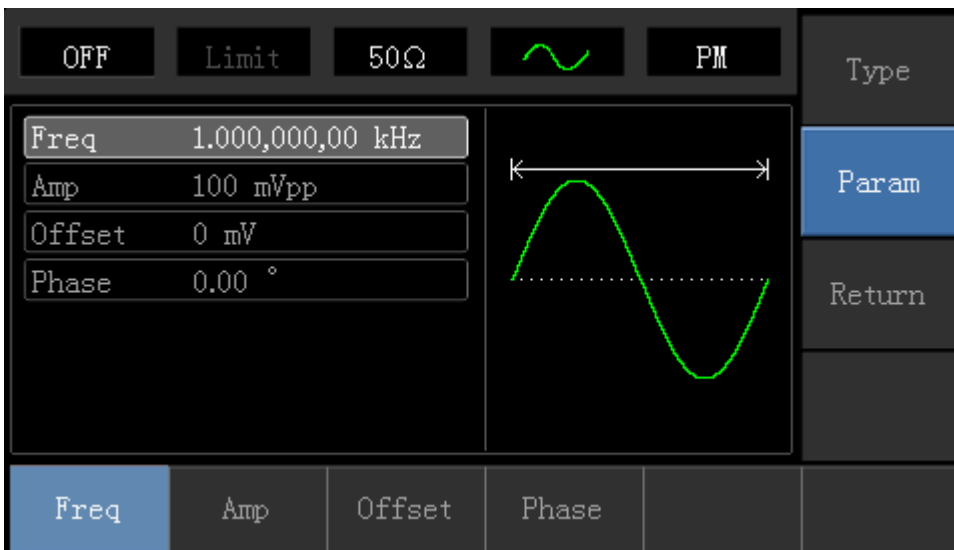 OFF Limit 50Ω PM
Type
Freq 1.000,000,00 kHz
Amp 100 mVpp
Param
Offset 0 mV
Phase 0.00 °
Return
Freq Amp Offset Phase